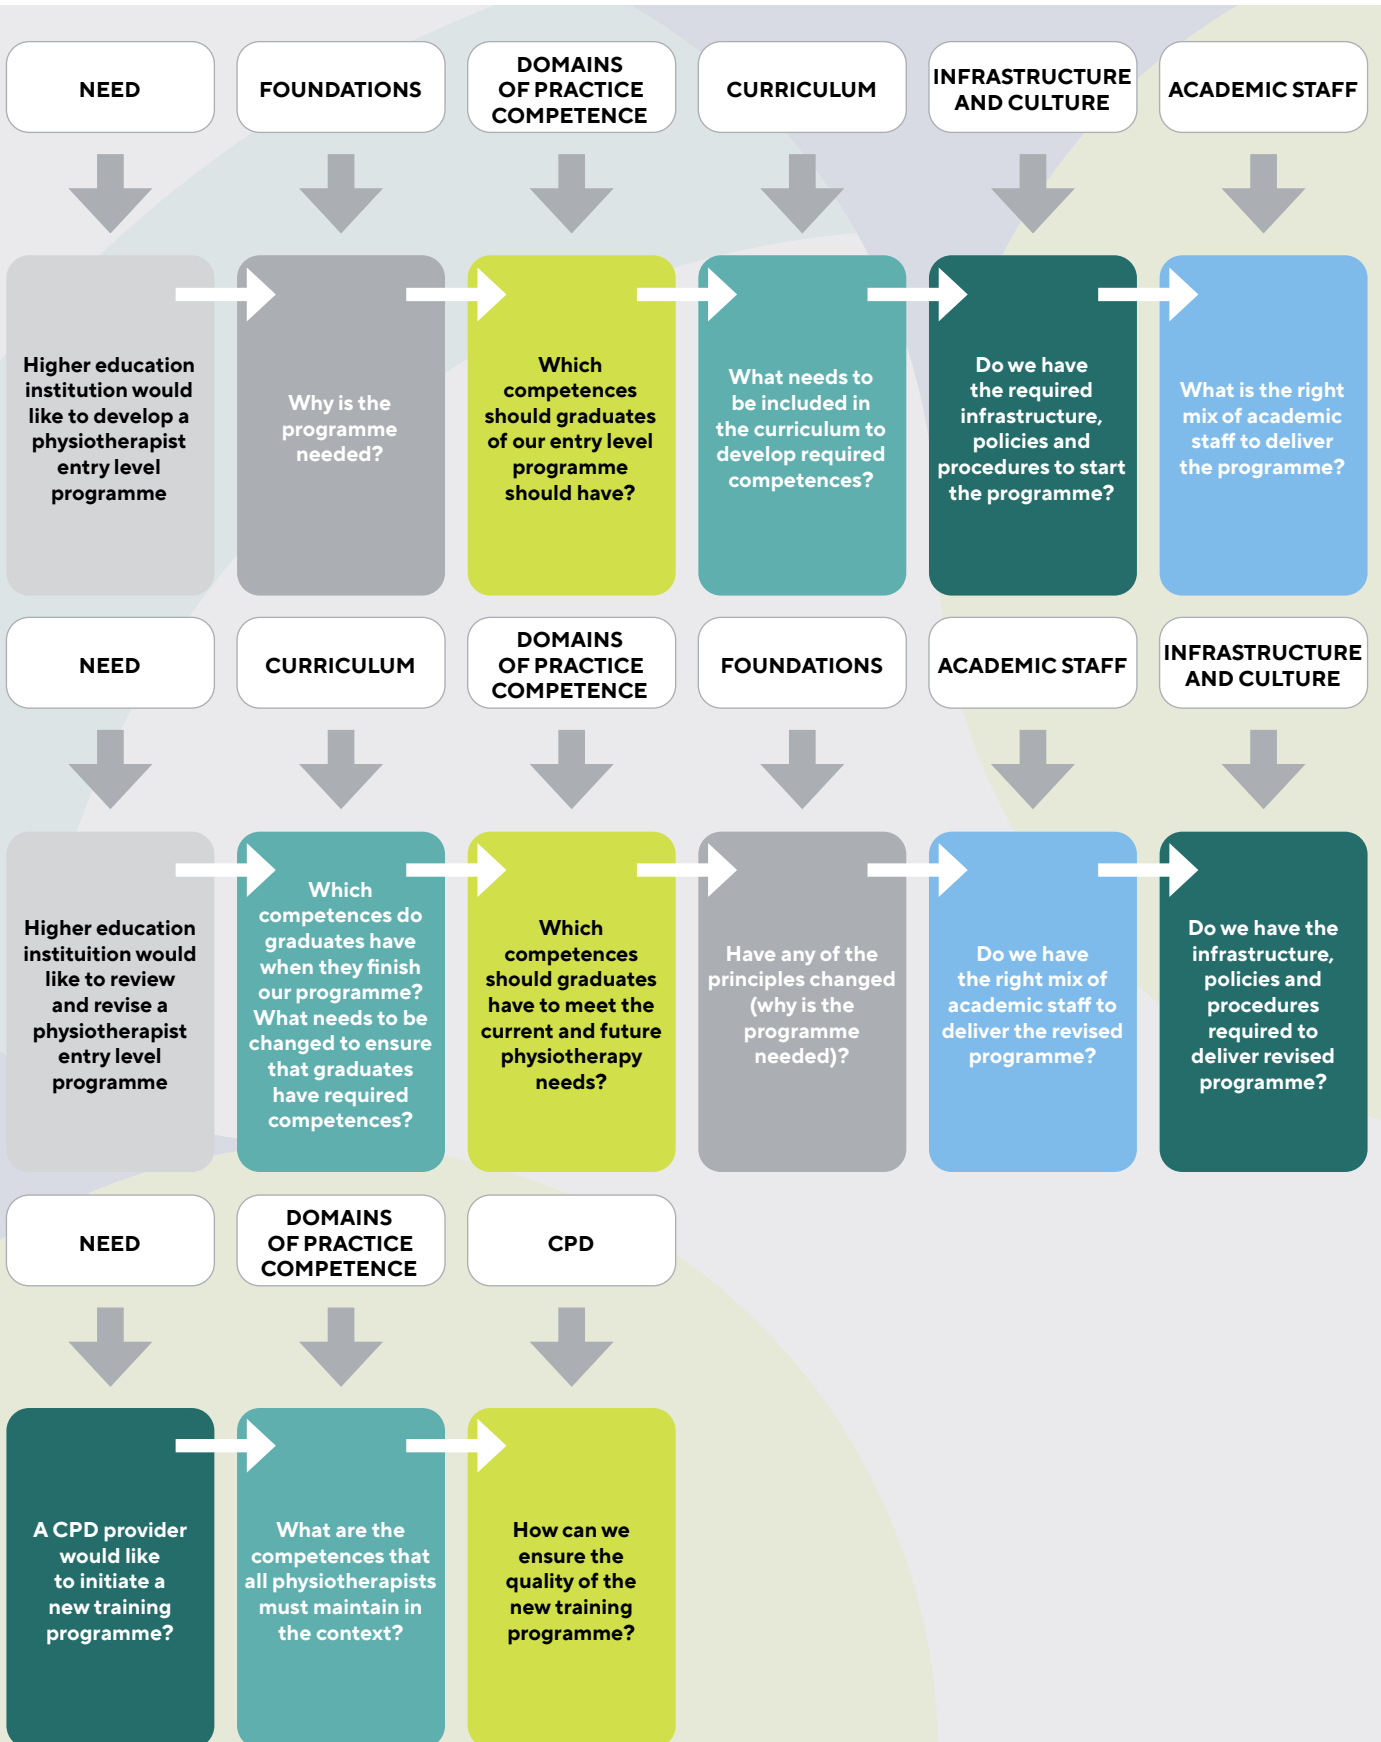 NEED
FOUNDATIONS
DOMAINS
OF PRACTICE
COMPETENCE
CURRICULUM
INFRASTRUCTURE
AND CULTURE
ACADEMIC STAFF
Higher education
institution would
like to develop a
physiotherapist
entry level
programme
Why is the
programme
needed?
Which
competences
should graduates
of our entry level
programme
should have?
What needs to
be included in
the curriculum to
develop required
competences?
Do we have
the required
infrastructure,
policies and
procedures to start
the programme?
What is the right
mix of academic
staff to deliver
the programme?
NEED
CURRICULUM
DOMAINS
OF PRACTICE
COMPETENCE
FOUNDATIONS
ACADEMIC STAFF
INFRASTRUCTURE
AND CULTURE
Higher education
instituition would
like to review
and revise a
physiotherapist
entry level
programme
Which
competences do
graduates have
when they finish
our programme?
What needs to be
changed to ensure
that graduates
have required
competences?
Which
competences
should graduates
have to meet the
current and future
physiotherapy
needs?
Have any of the
principles changed
(why is the
programme
needed)?
Do we have
the right mix of
academic staff to
deliver the revised
programme?
Do we have the
infrastructure,
policies and
procedures
required to
deliver revised
programme?
NEED
DOMAINS
OF PRACTICE
COMPETENCE
CPD
A CPD provider
would like
to initiate a
new training
programme?
What are the
competences that
all physiotherapists
must maintain in
the context?
How can we
ensure the
quality of the
new training
programme?